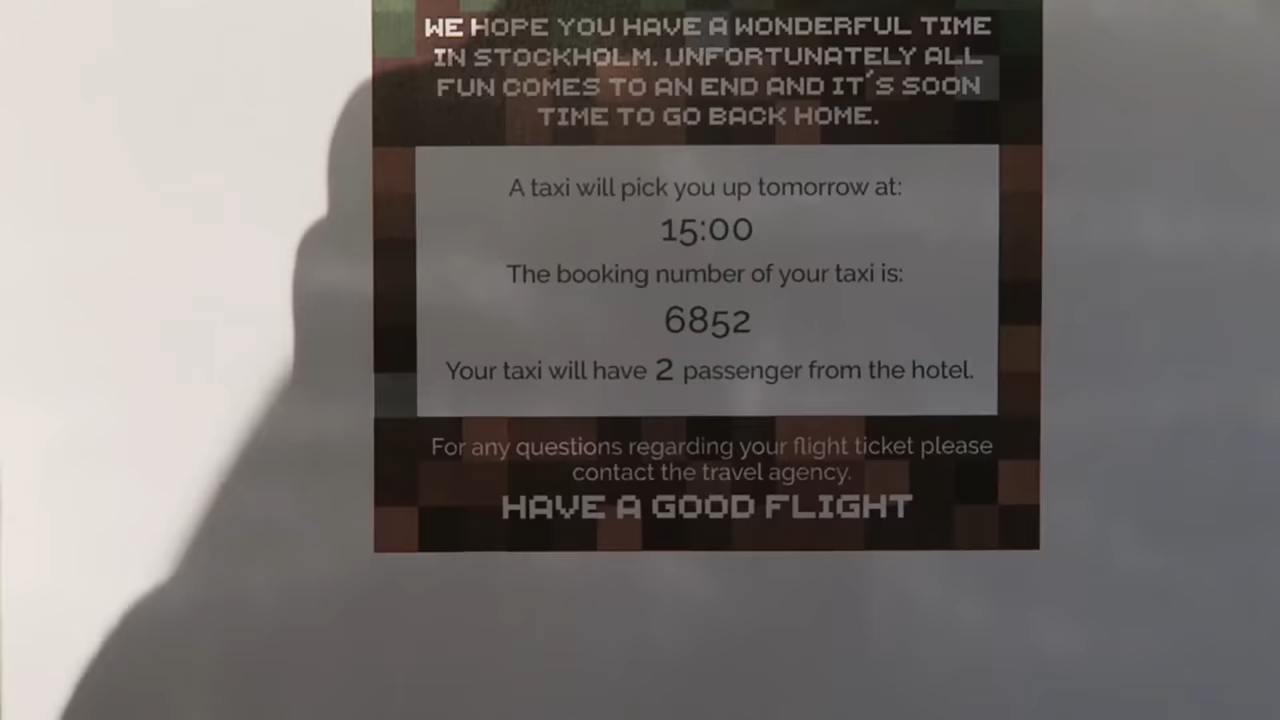 WE HOPE YOU HAVE A WONDERFUL TIME
IN STOCKHOLM. UNFORTUNATELY ALL
FUN COMES TO AN END AND IT'S SOON
TIME TO GO BACK HOME.
A taxi will pick you up tomorrow at:
15:00
The booking number of your taxi is:
6852
Your taxi will have 2 passenger from the hotel.
For any questions regarding your flight ticket please
contact the travel agency.
HAVE A GOOD FLIGHT